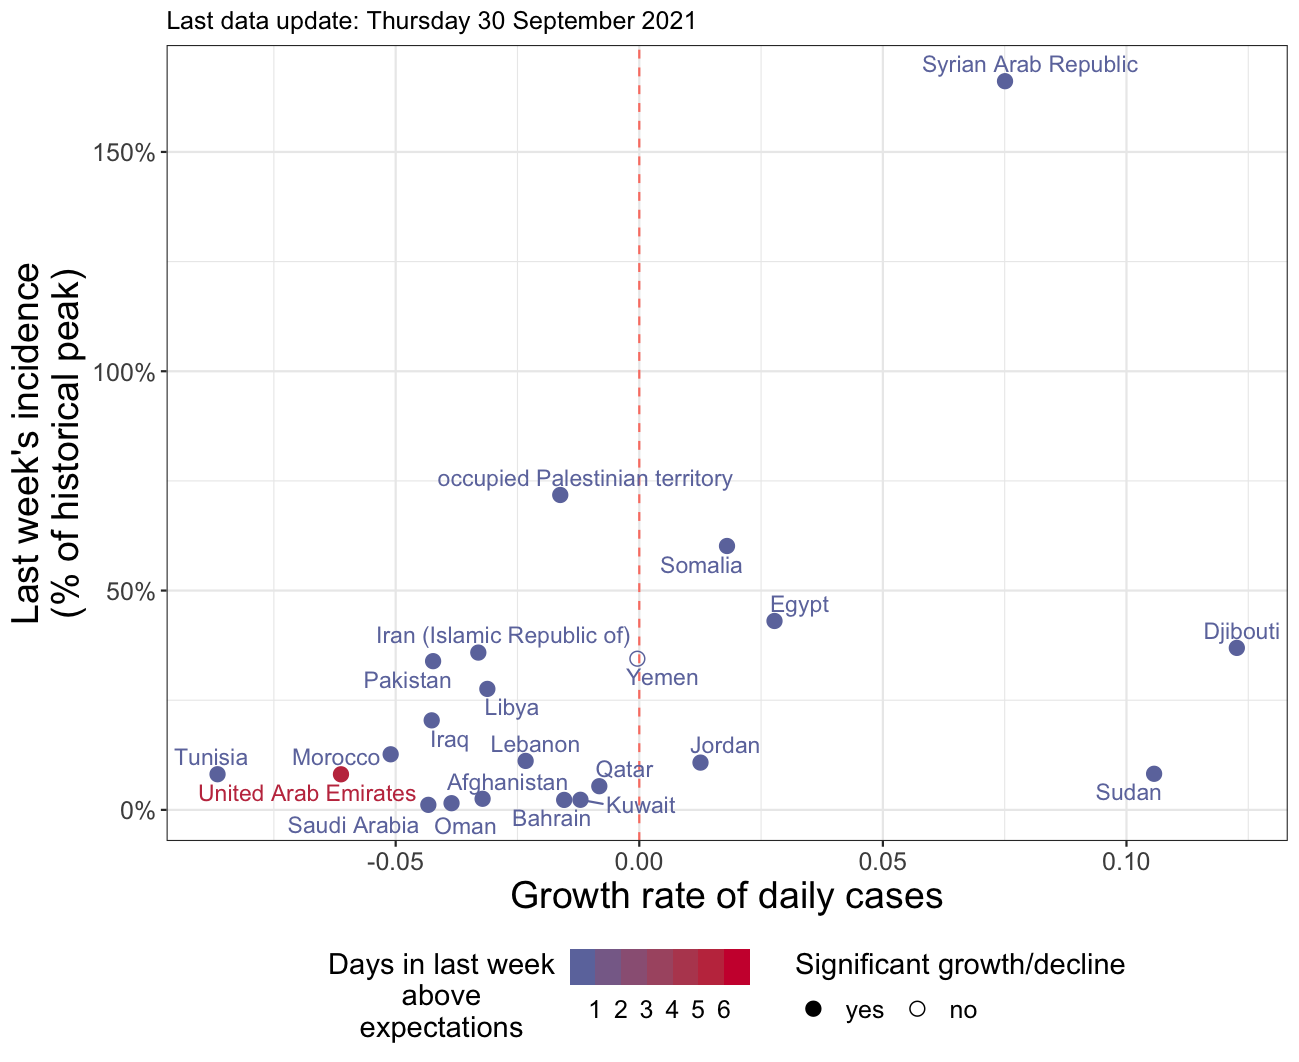 Last data update: Thursday 30 September 2021
Syrian Arab Republic
150%
100%
occupied Palestinian territory
Somalia
50%
Egypt
Djibouti
Iran (Islamic Republic of)
Pakistan
Yemen
Libya
Iraq
Lebanon
Jordan
Tunisia
Morocco
Qatar
Afghanistan
United Arab Emirates
Sudan
0%
Kuwait
Bahrain
Saudi Arabia
Oman
Last week's incidence
(% of historical peak)
-0.05
0.00
0.05
0.10
Growth rate of daily cases
Days in last week
above
expectations
1 2 3 4 5 6
Significant growth/decline
yes
no